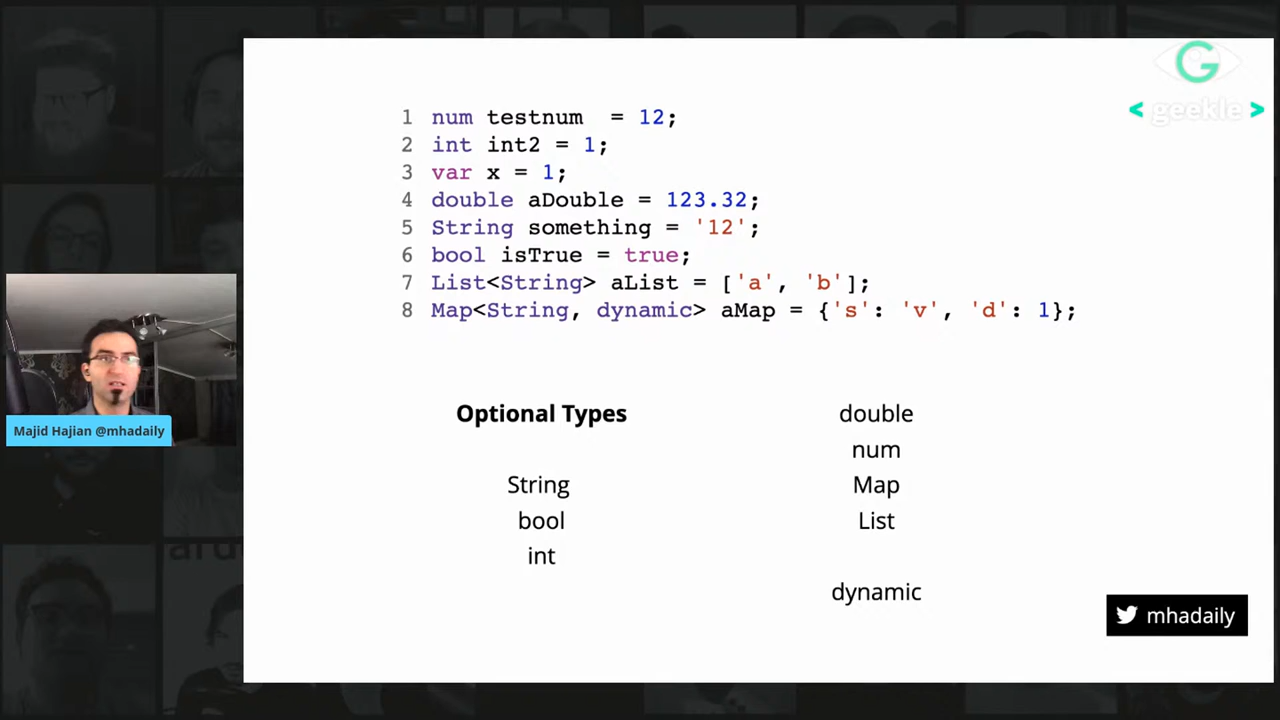 G
< geekle >
1 num testnum  = 12;
2 int int2 = 1;
3 var x = 1;
4 double aDouble = 123.32;
5 String something = '12';
6 bool isTrue = true;
7 List<String> aList = ['a', 'b'];
8 Map<String, dynamic> aMap = {'s': 'v', 'd': 1};
Majid Hajian @mhadaily
Optional Types
String
bool
int
double
num
Map
List
dynamic
mhadaily